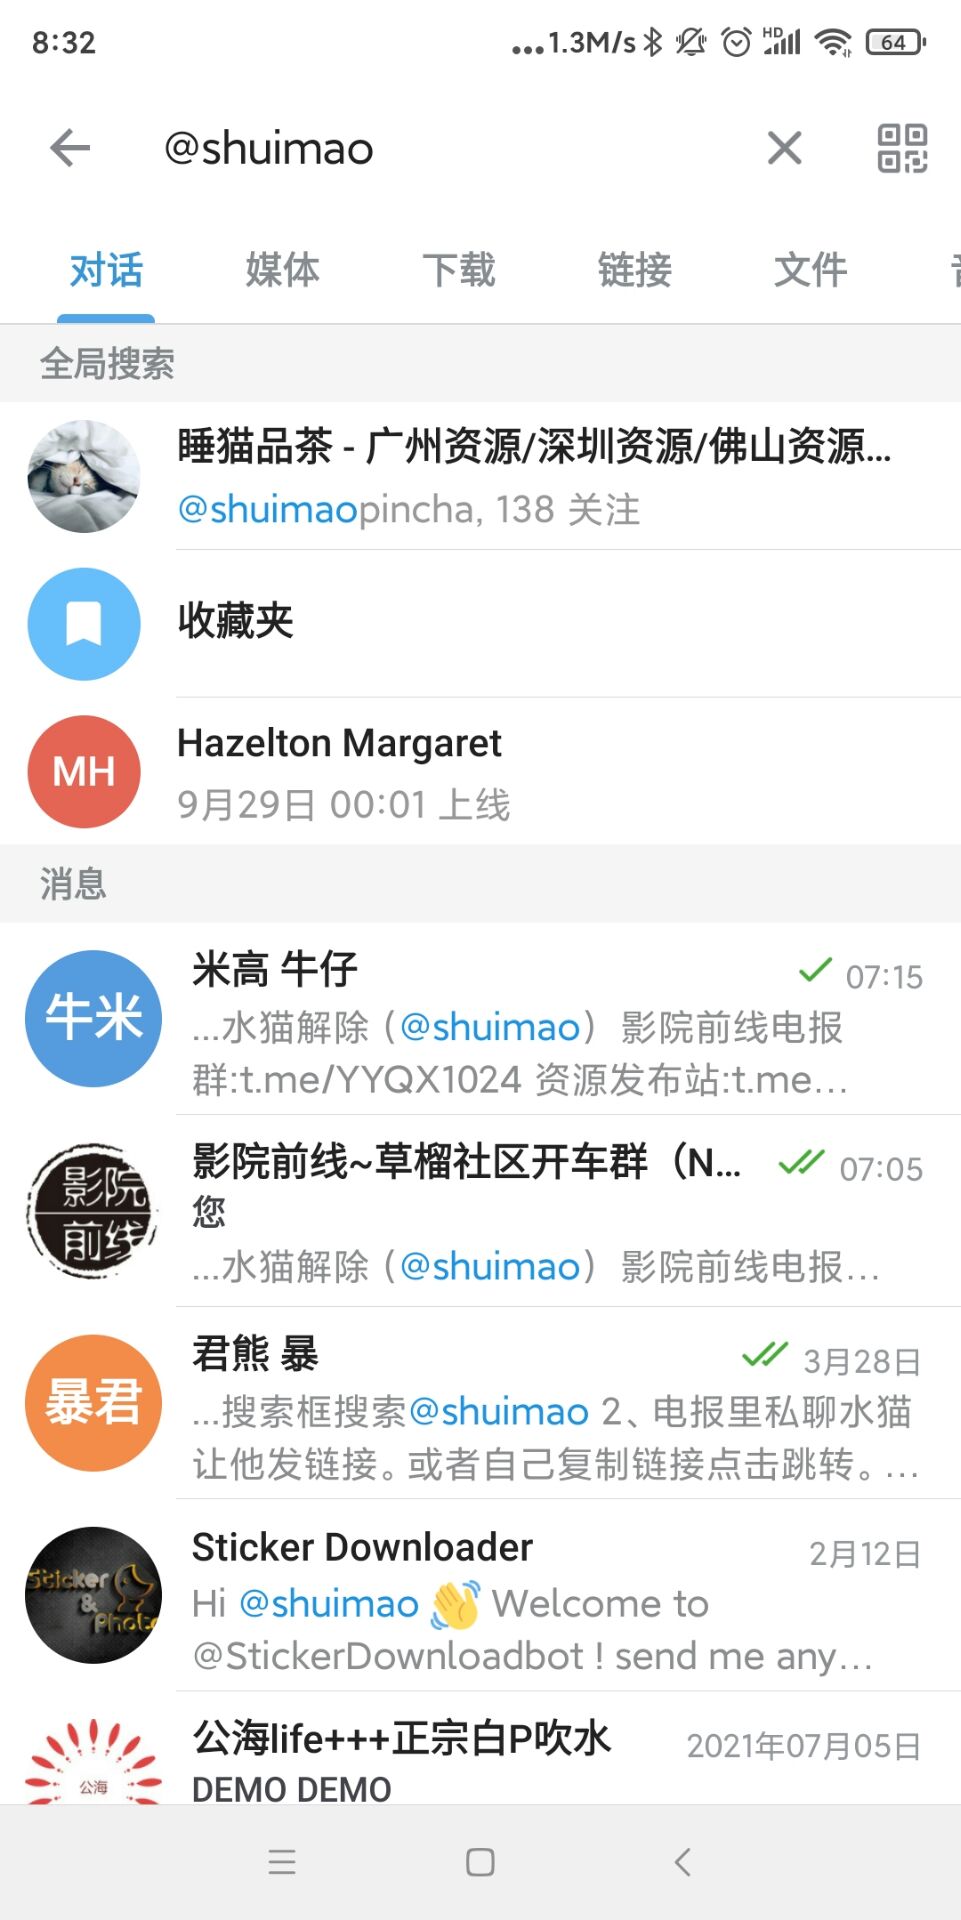 8:32
...1.3M/s HD 64
@shuimao
对话 媒体 下载 链接 文件
全局搜索
睡猫品茶 - 广州资源/深圳资源/佛山资源...
@shuimaopincha, 138 关注
收藏夹
MH
Hazelton Margaret
9月29日 00:01 上线
消息
牛米
米高 牛仔
07:15
...水猫解除（@shuimao）影院前线电报
群:t.me/YYQX1024 资源发布站:t.me...
影院
前线
影院前线~草榴社区开车群（N...
07:05
您
...水猫解除（@shuimao）影院前线电报...
暴君
君熊 暴
3月28日
...搜索框搜索@shuimao 2、电报里私聊水猫
让他发链接。或者自己复制链接点击跳转。...
Sticker
&
Photo
Sticker Downloader
2月12日
Hi @shuimao 👋 Welcome to
@StickerDownloadbot ! send me any...
公海
公海life+++正宗白P吹水
2021年07月05日
DEMO DEMO